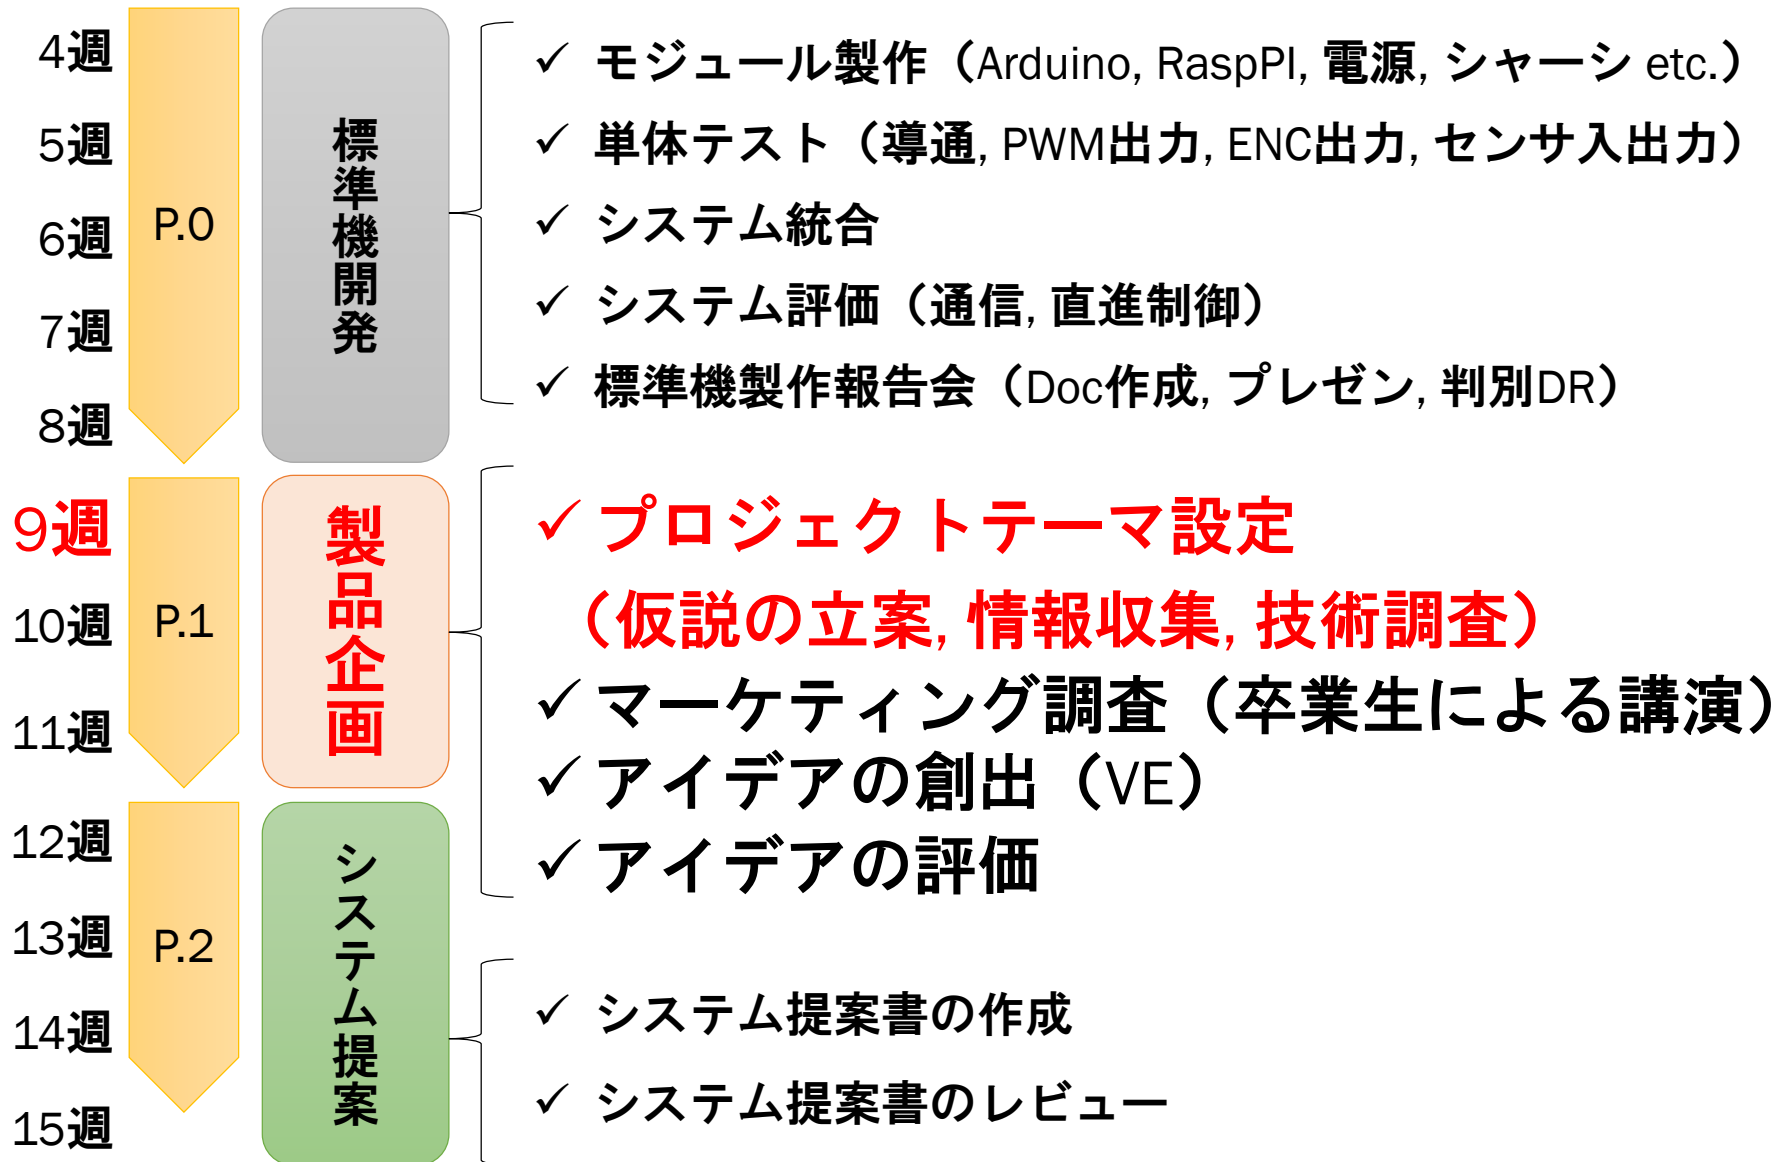 4週
5週
6週
7週
8週
P.0
標準機開発
✓ モジュール製作（Arduino, RaspPI, 電源, シャーシ etc.）
✓ 単体テスト（導通, PWM出力, ENC出力, センサ入出力）
✓ システム統合
✓ システム評価（通信, 直進制御）
✓ 標準機製作報告会（Doc作成, プレゼン, 判別DR）
9週
10週
11週
P.1
製品企画
✓ プロジェクトテーマ設定
（仮説の立案, 情報収集, 技術調査）
✓ マーケティング調査（卒業生による講演）
✓ アイデアの創出（VE）
✓ アイデアの評価
12週
13週
14週
15週
P.2
システム提案
✓ システム提案書の作成
✓ システム提案書のレビュー